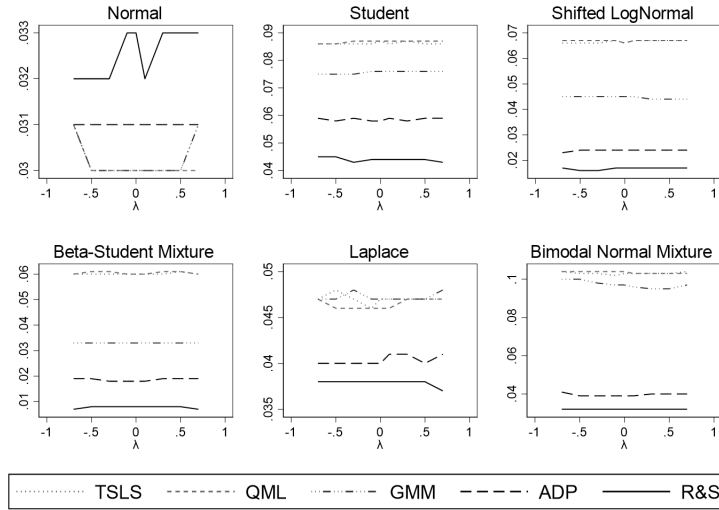 Normal
.033
.032
.031
.03
-1 -.5 0 .5 1
λ
Student
.09
.08
.07
.06
.05
.04
-1 -.5 0 .5 1
λ
Shifted LogNormal
.07
.06
.05
.04
.03
.02
-1 -.5 0 .5 1
λ
Beta-Student Mixture
.06
.05
.04
.03
.02
.01
-1 -.5 0 .5 1
λ
Laplace
.05
.045
.04
.035
-1 -.5 0 .5 1
λ
Bimodal Normal Mixture
.1
.08
.06
.04
-1 -.5 0 .5 1
λ
TSLS QML GMM ADP R&S